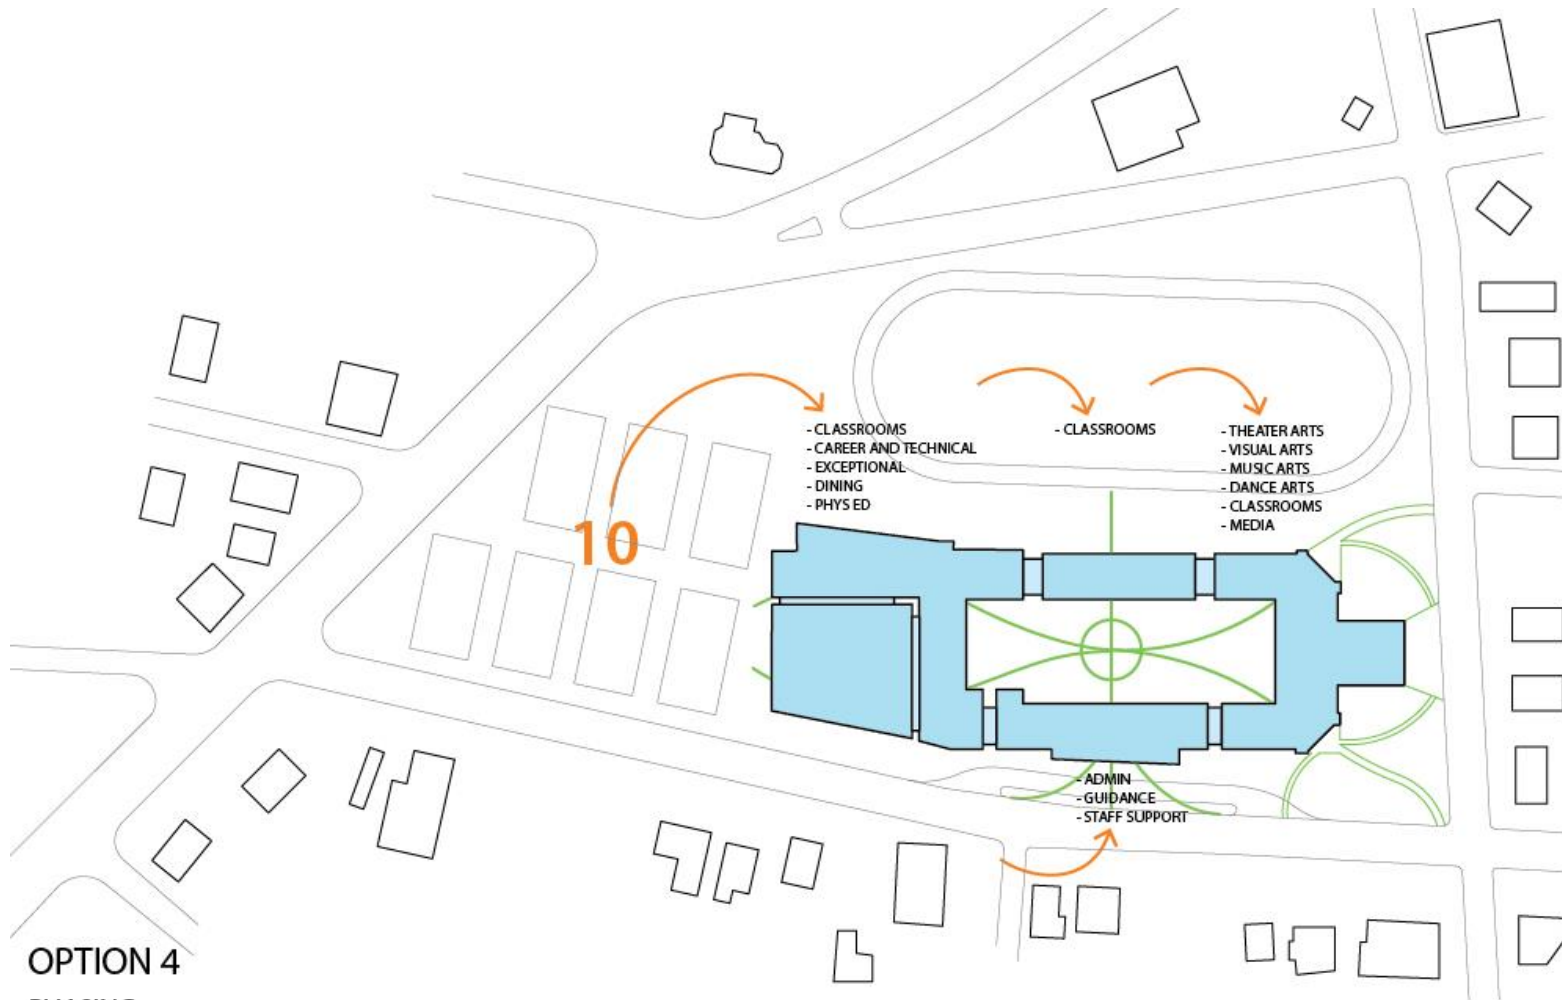 - CLASSROOMS
- CAREER AND TECHNICAL
- EXCEPTIONAL
- DINING
- PHYS ED
- CLASSROOMS
- THEATER ARTS
- VISUAL ARTS
- MUSIC ARTS
- DANCE ARTS
- CLASSROOMS
- MEDIA
10
- ADMIN
- GUIDANCE
- STAFF SUPPORT
OPTION 4